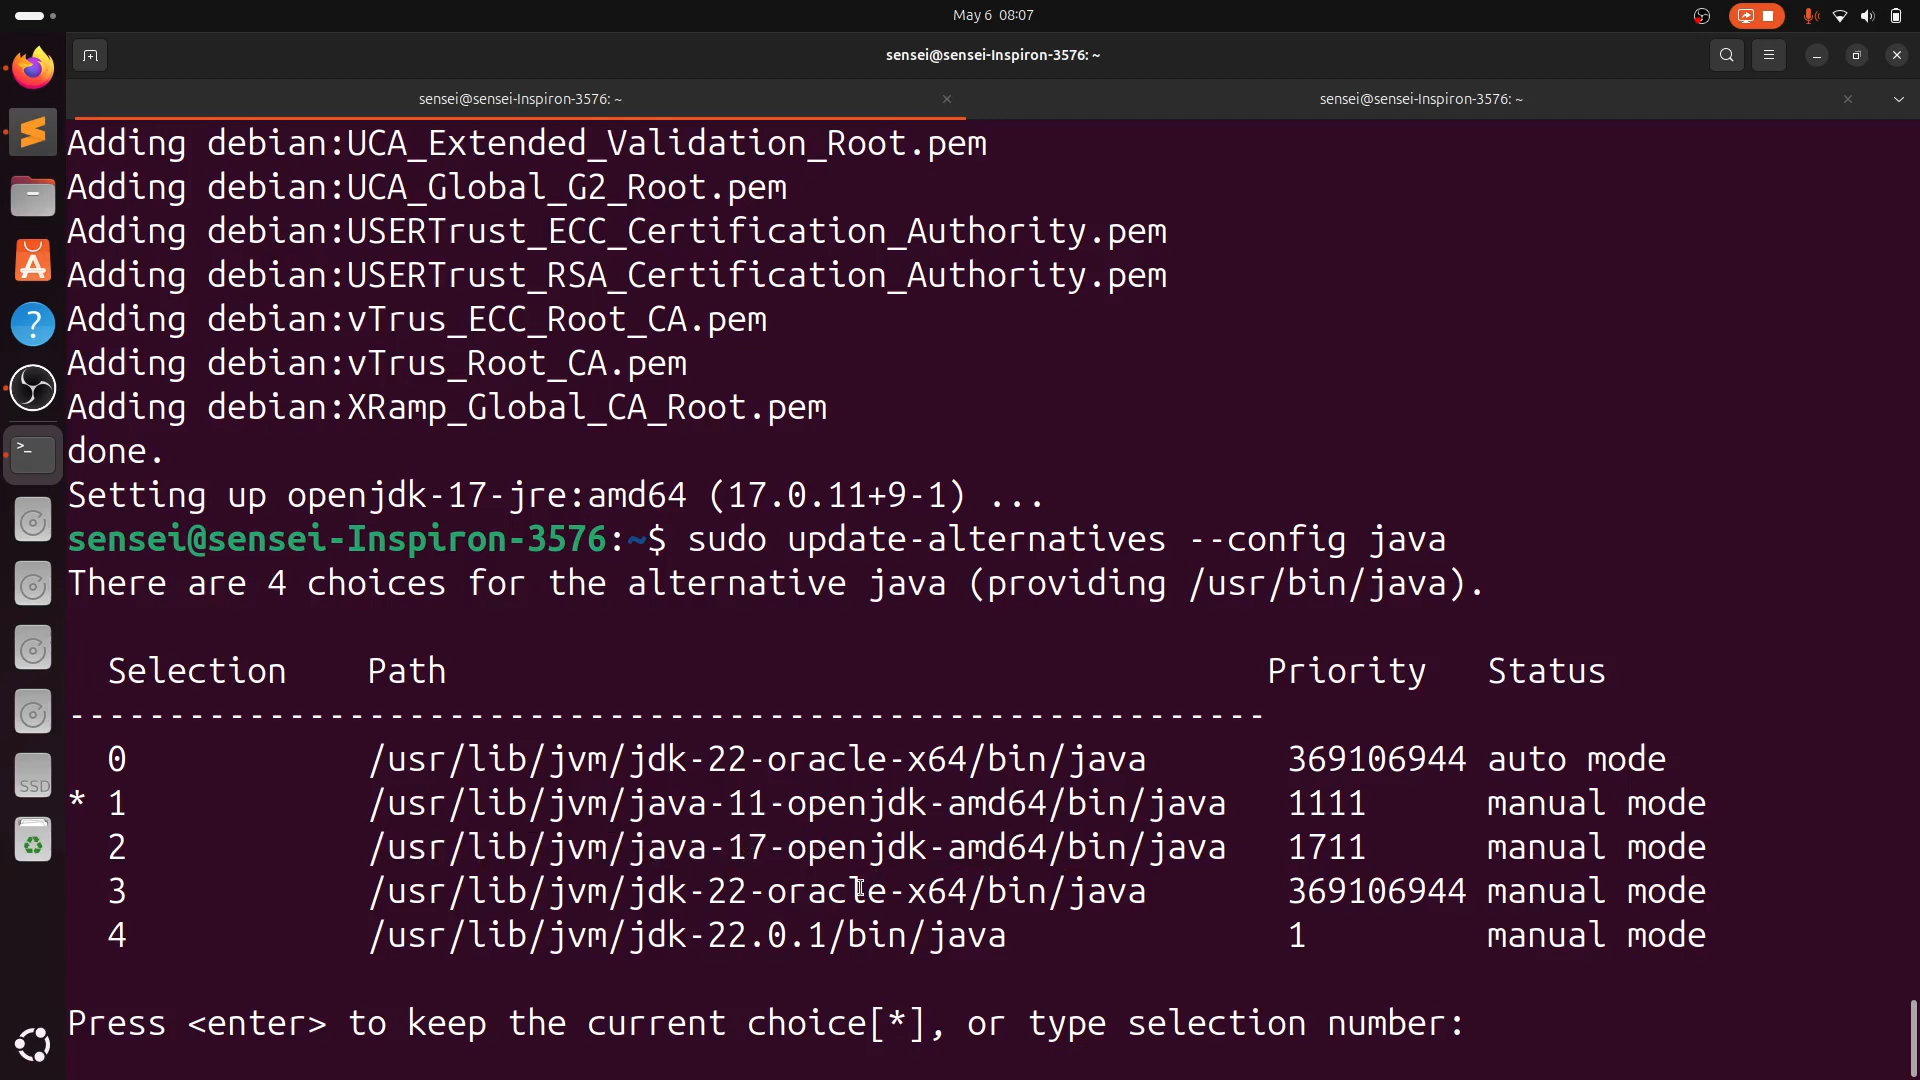 May 6 08:07
sensei@sensei-Inspiron-3576: ~
sensei@sensei-Inspiron-3576: ~
sensei@sensei-Inspiron-3576: ~
Adding debian:UCA_Extended_Validation_Root.pem
Adding debian:UCA_Global_G2_Root.pem
Adding debian:USERTrust_ECC_Certification_Authority.pem
Adding debian:USERTrust_RSA_Certification_Authority.pem
Adding debian:vTrus_ECC_Root_CA.pem
Adding debian:vTrus_Root_CA.pem
Adding debian:XRamp_Global_CA_Root.pem
done.
Setting up openjdk-17-jre:amd64 (17.0.11+9-1) ...
sensei@sensei-Inspiron-3576:~$ sudo update-alternatives --config java
There are 4 choices for the alternative java (providing /usr/bin/java).
Selection Path Priority Status
------------------------------------------------------------
0 /usr/lib/jvm/jdk-22-oracle-x64/bin/java 369106944 auto mode
* 1 /usr/lib/jvm/java-11-openjdk-amd64/bin/java 1111 manual mode
2 /usr/lib/jvm/java-17-openjdk-amd64/bin/java 1711 manual mode
3 /usr/lib/jvm/jdk-22-oracle-x64/bin/java 369106944 manual mode
4 /usr/lib/jvm/jdk-22.0.1/bin/java 1 manual mode
Press <enter> to keep the current choice[*], or type selection number:
SSD